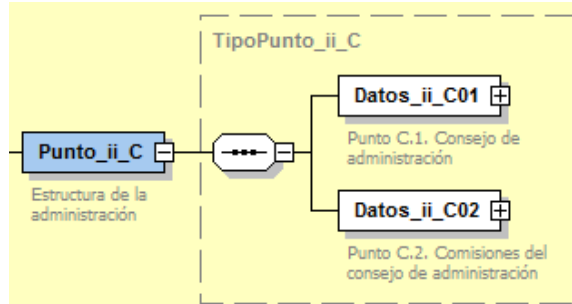 TipoPunto_ii_C
Datos_ii_C01
Punto C.1. Consejo de
administración
Punto_ii_C
Estructura de la
administración
Datos_ii_C02
Punto C.2. Comisiones del
consejo de administración